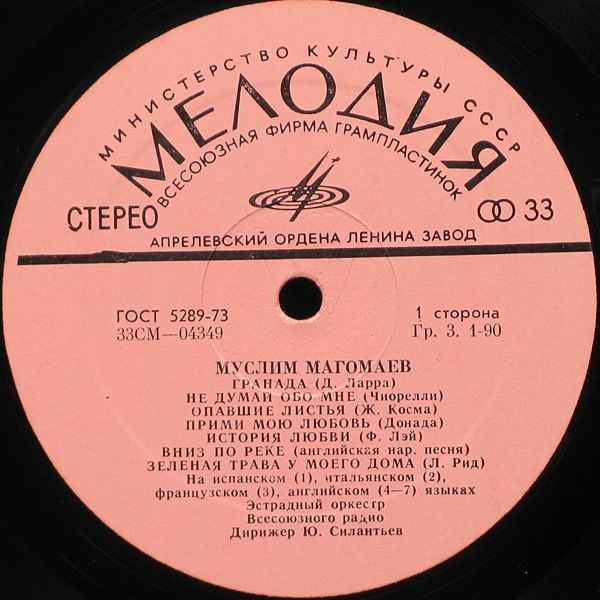 МИНИСТЕРСТВО КУЛЬТУРЫ СССР
МЕЛОДИЯ
ВСЕСОЮЗНАЯ ФИРМА ГРАМПЛАСТИНОК
СТЕРЕО
33
АПРЕЛЕВСКИЙ ОРДЕНА ЛЕНИНА ЗАВОД
ГОСТ 5289-73
1 сторона
33СМ—04349
Гр. 3. 1-90
МУСЛИМ МАГОМАЕВ
ГРАНАДА (Д. Ларра)
НЕ ДУМАЙ ОБО МНЕ (Чиорелли)
ОПАВШИЕ ЛИСТЬЯ (Ж. Косма)
ПРИМИ МОЮ ЛЮБОВЬ (Донада)
ИСТОРИЯ ЛЮБВИ (Ф. Лэй)
ВНИЗ ПО РЕКЕ (английская нар. песня)
ЗЕЛЕНАЯ ТРАВА У МОЕГО ДОМА (Л. Рид)
На испанском (1), итальянском (2),
французском (3), английском (4—7) языках
Эстрадный оркестр
Всесоюзного радио
Дирижер Ю. Силантьев